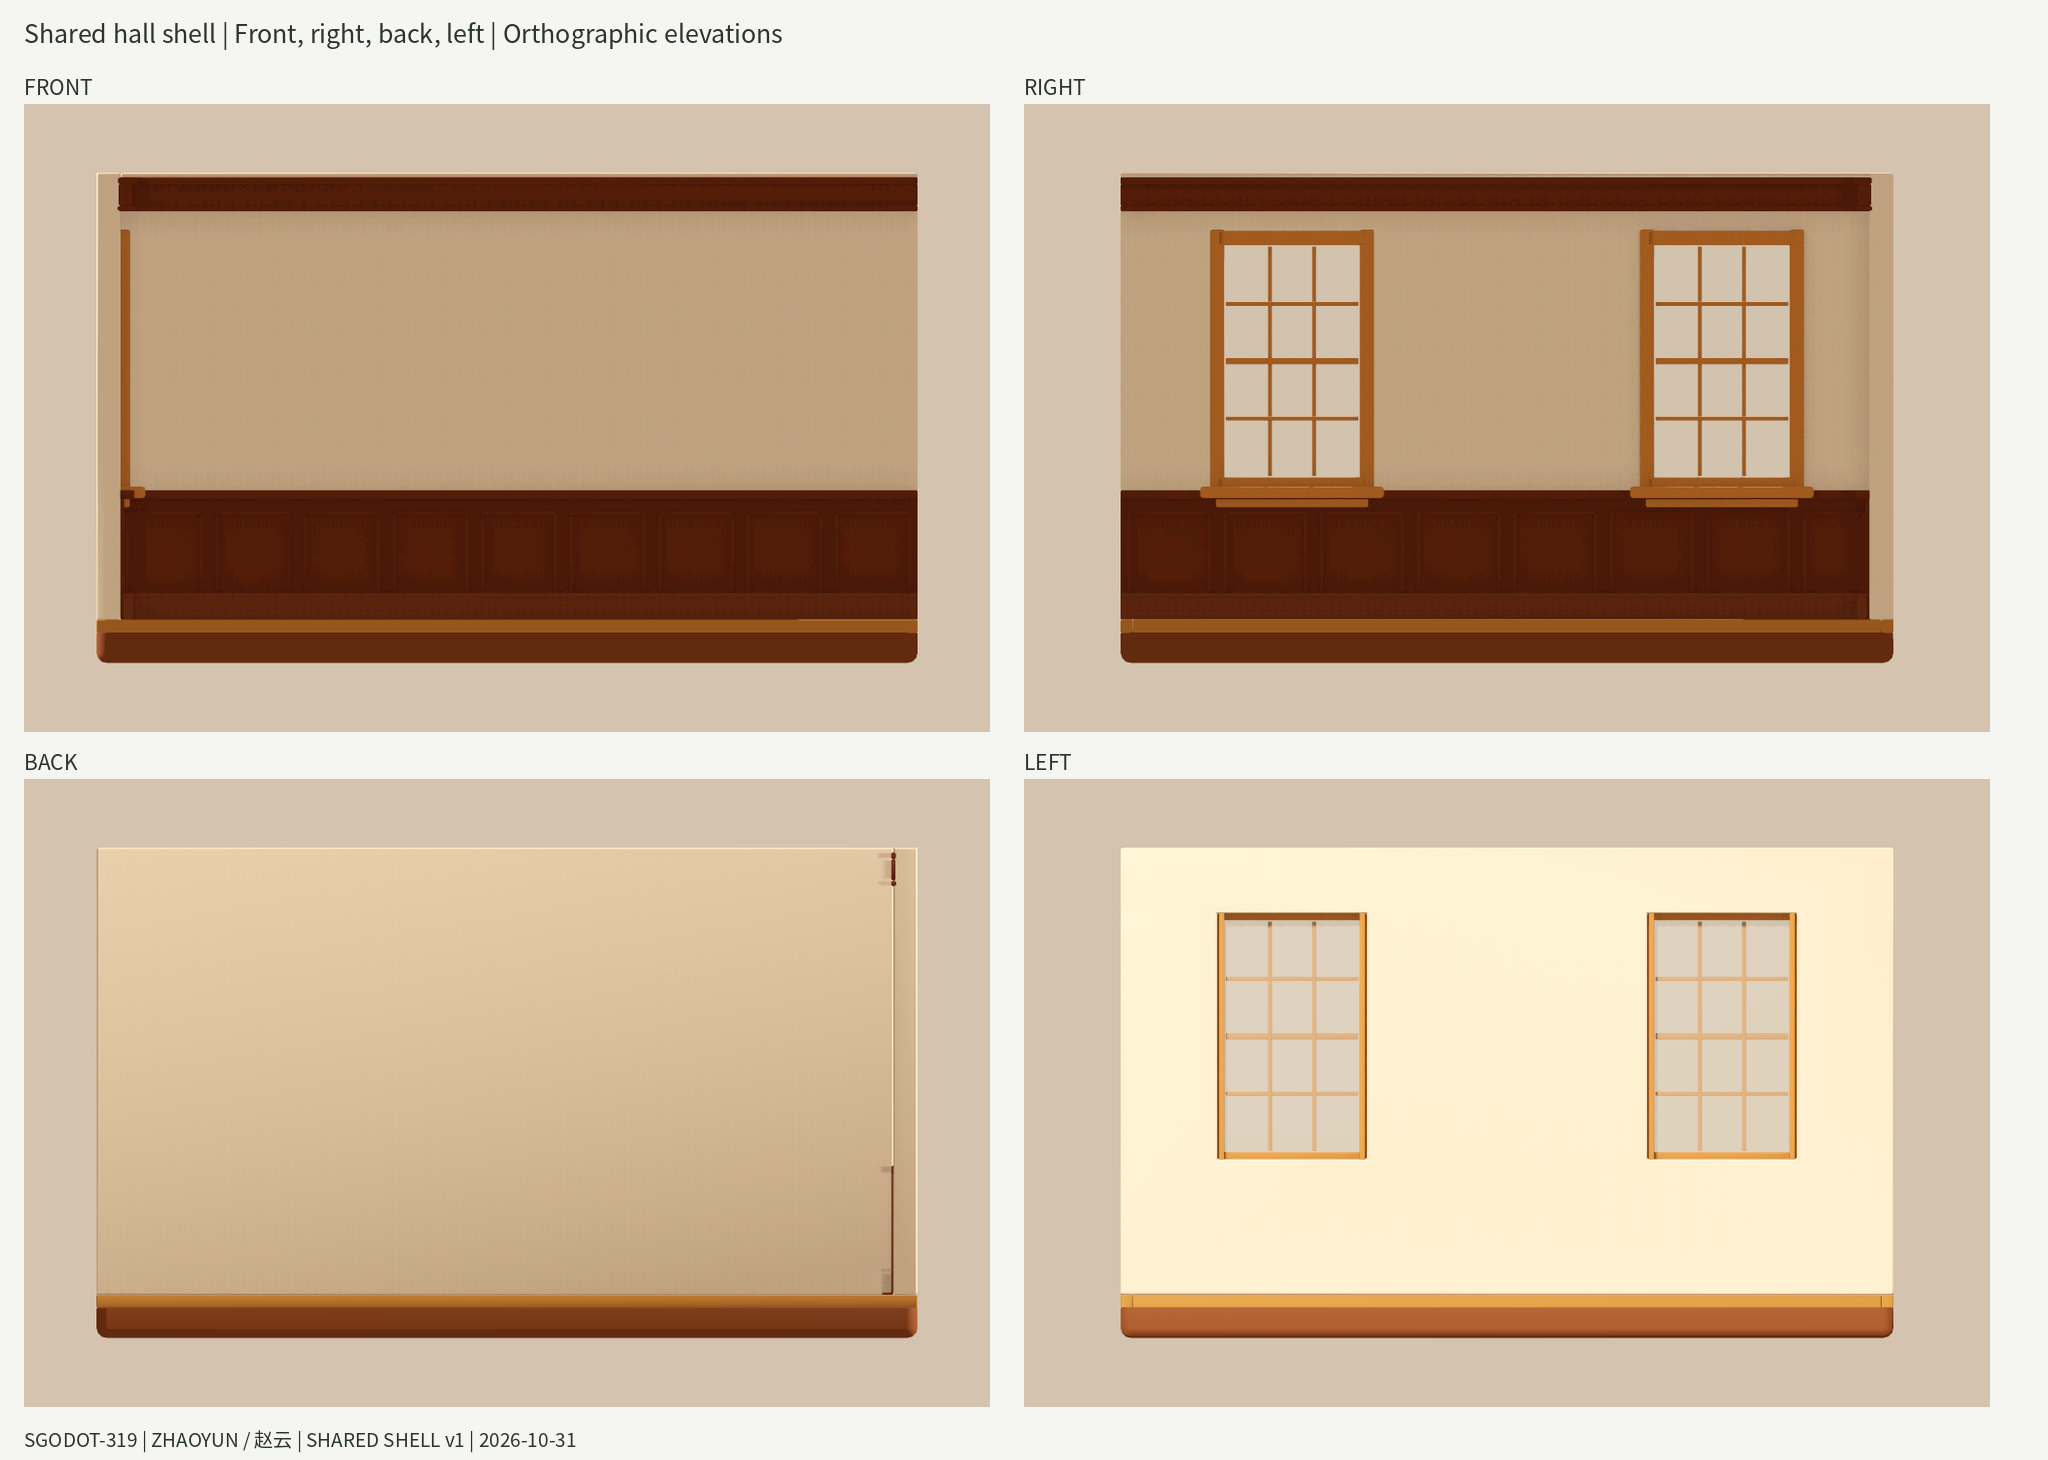 Shared hall shell | Front, right, back, left | Orthographic elevations
FRONT
RIGHT
BACK
LEFT
SGODOT-319 | ZHAOYUN / 赵云 | SHARED SHELL v1 | 2026-10-31